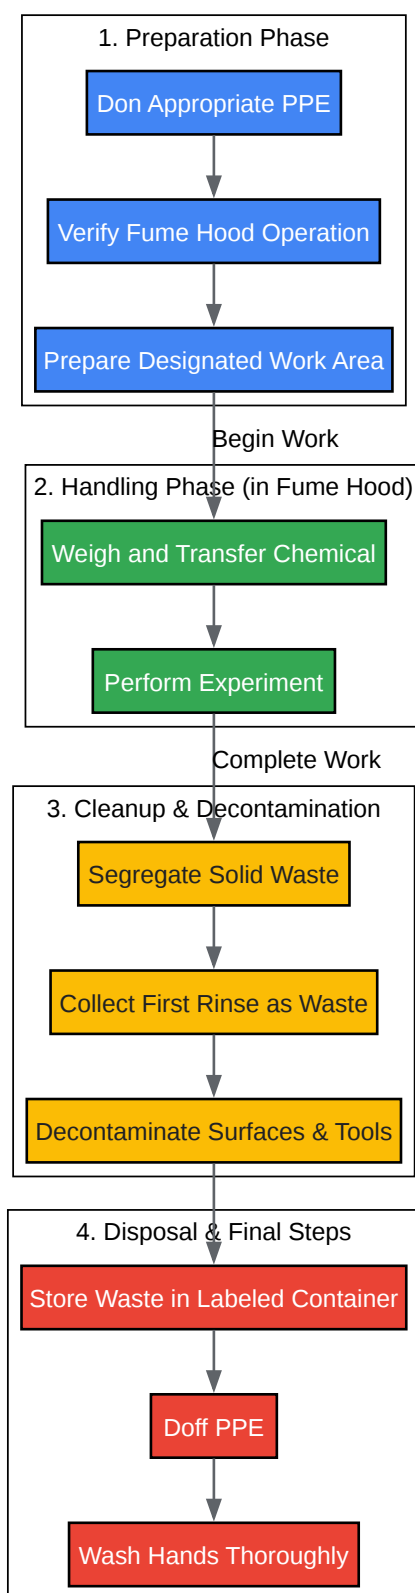 1. Preparation Phase
Don Appropriate PPE
Verify Fume Hood Operation
Prepare Designated Work Area
Begin Work
2. Handling Phase (in Fume Hood)
Weigh and Transfer Chemical
Perform Experiment
Complete Work
3. Cleanup & Decontamination
Segregate Solid Waste
Collect First Rinse as Waste
Decontaminate Surfaces & Tools
4. Disposal & Final Steps
Store Waste in Labeled Container
Doff PPE
Wash Hands Thoroughly